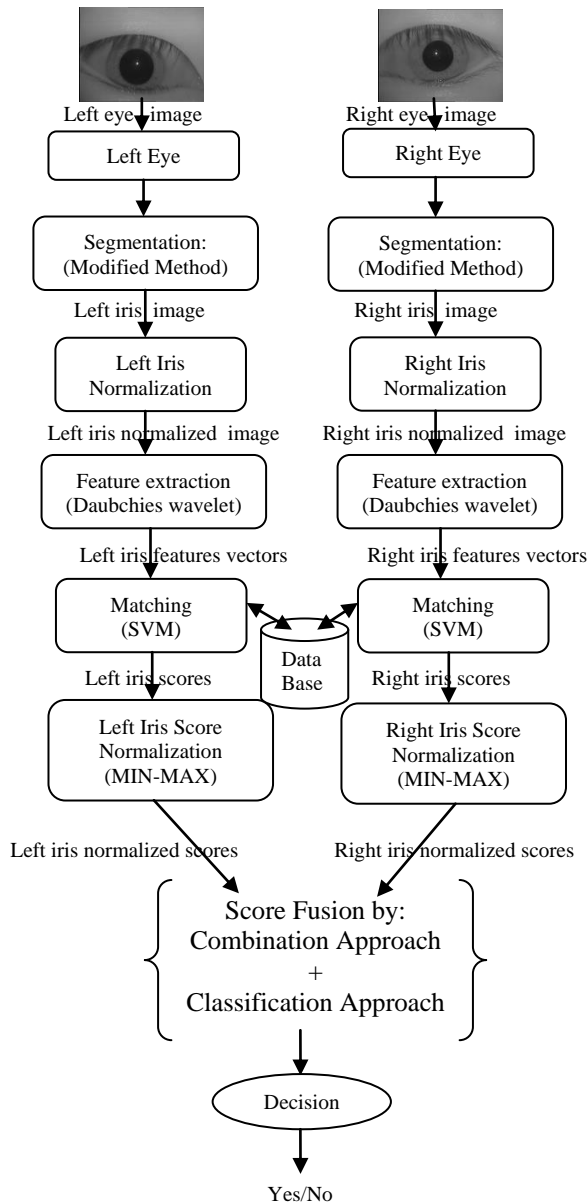 Left eye image
Right eye image
Left Eye
Right Eye
Segmentation:
(Modified Method)
Segmentation:
(Modified Method)
Left iris image
Right iris image
Left Iris
Normalization
Right Iris
Normalization
Left iris normalized image
Right iris normalized image
Feature extraction
(Daubchies wavelet)
Feature extraction
(Daubchies wavelet)
Left iris features vectors
Right iris features vectors
Matching
(SVM)
Data
Base
Matching
(SVM)
Left iris scores
Right iris scores
Left Iris Score
Normalization
(MIN-MAX)
Right Iris Score
Normalization
(MIN-MAX)
Left iris normalized scores
Right iris normalized scores
Score Fusion by:
Combination Approach
+
Classification Approach
Decision
Yes/No